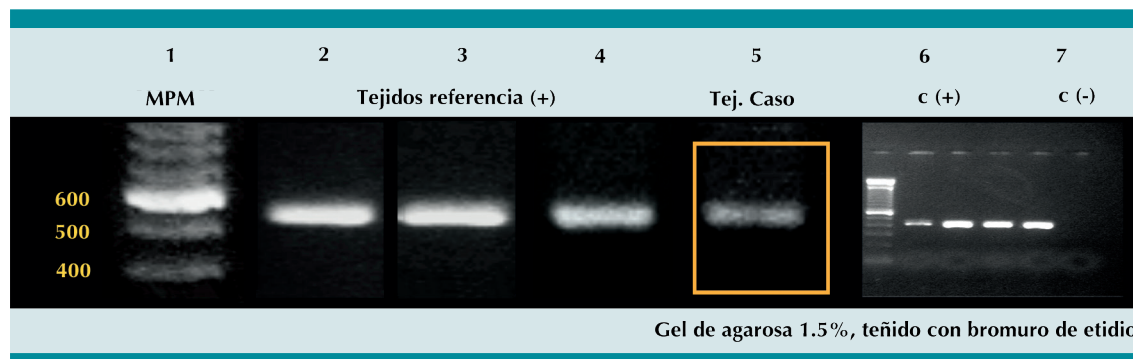 1 2 3 4 5 6 7
MPM Tejidos referencia (+) Tej. Caso c (+) c (-)
600
500
400
Gel de agarosa 1.5%, teñido con bromuro de etidio